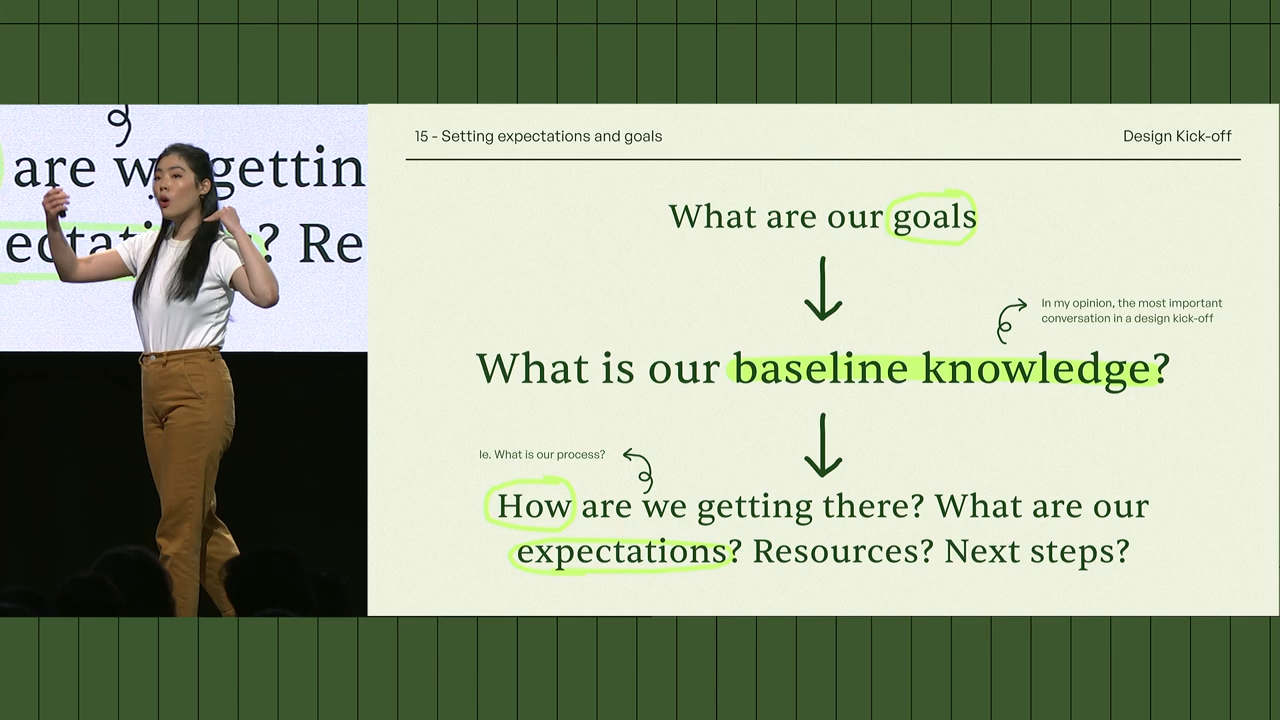 are we gettin
ectati ? Re
15 - Setting expectations and goals
Design Kick-off
What are our goals
In my opinion, the most important
conversation in a design kick-off
What is our baseline knowledge?
Ie. What is our process?
How are we getting there? What are our
expectations? Resources? Next steps?